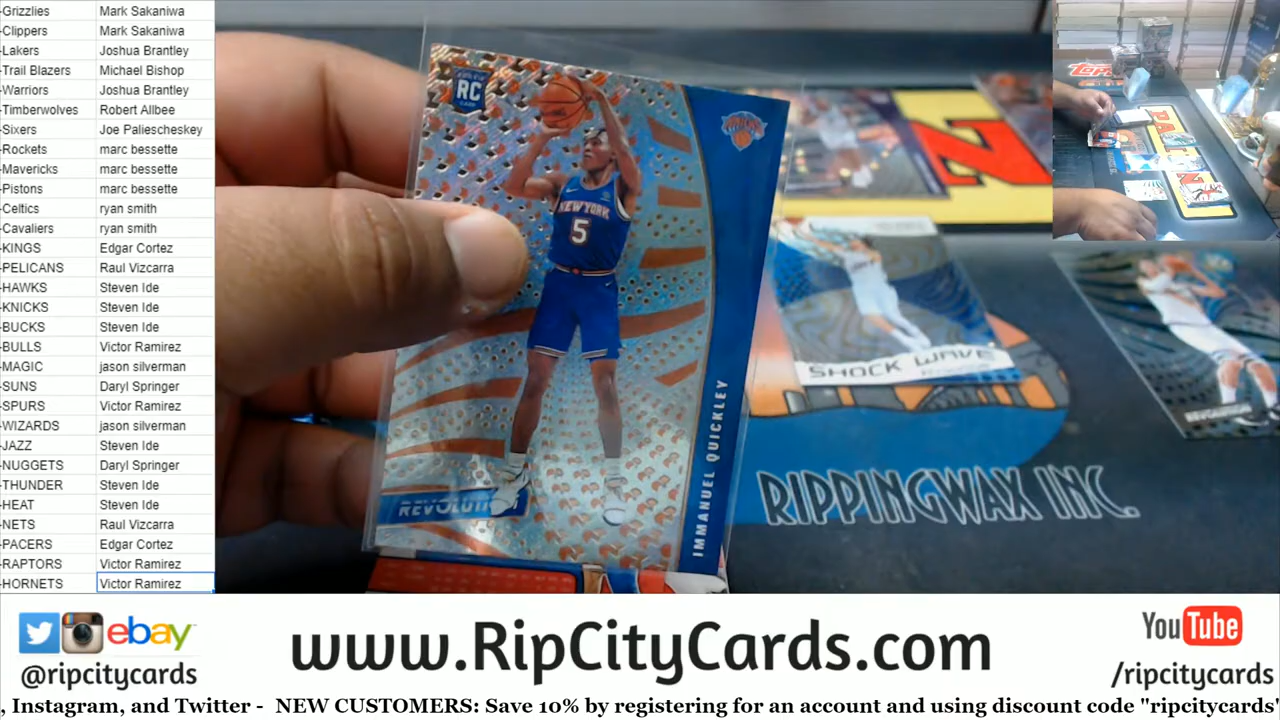 -Grizzlies Mark Sakaniwa
-Clippers Mark Sakaniwa
-Lakers Joshua Brantley
-Trail Blazers Michael Bishop
-Warriors Joshua Brantley
-Timberwolves Robert Allbee
-Sixers Joe Paliescheskey
-Rockets marc bessette
-Mavericks marc bessette
-Pistons marc bessette
-Celtics ryan smith
-Cavaliers ryan smith
-KINGS Edgar Cortez
-PELICANS Raul Vizcarra
-HAWKS Steven Ide
-KNICKS Steven Ide
-BUCKS Steven Ide
-BULLS Victor Ramirez
-MAGIC jason silverman
-SUNS Daryl Springer
-SPURS Victor Ramirez
-WIZARDS jason silverman
-JAZZ Steven Ide
-NUGGETS Daryl Springer
-THUNDER Steven Ide
-HEAT Steven Ide
-NETS Raul Vizcarra
-PACERS Edgar Cortez
-RAPTORS Victor Ramirez
-HORNETS Victor Ramirez
RC
NEW YORK
5
IMMANUEL QUICKLEY
REVOLUTION
SHOCK WAVE
RIPPINGWAX INC.
Topps
ebay
@ripcitycards
www.RipCityCards.com
YouTube
/ripcitycards
, Instagram, and Twitter - NEW CUSTOMERS: Save 10% by registering for an account and using discount code "ripcitycards